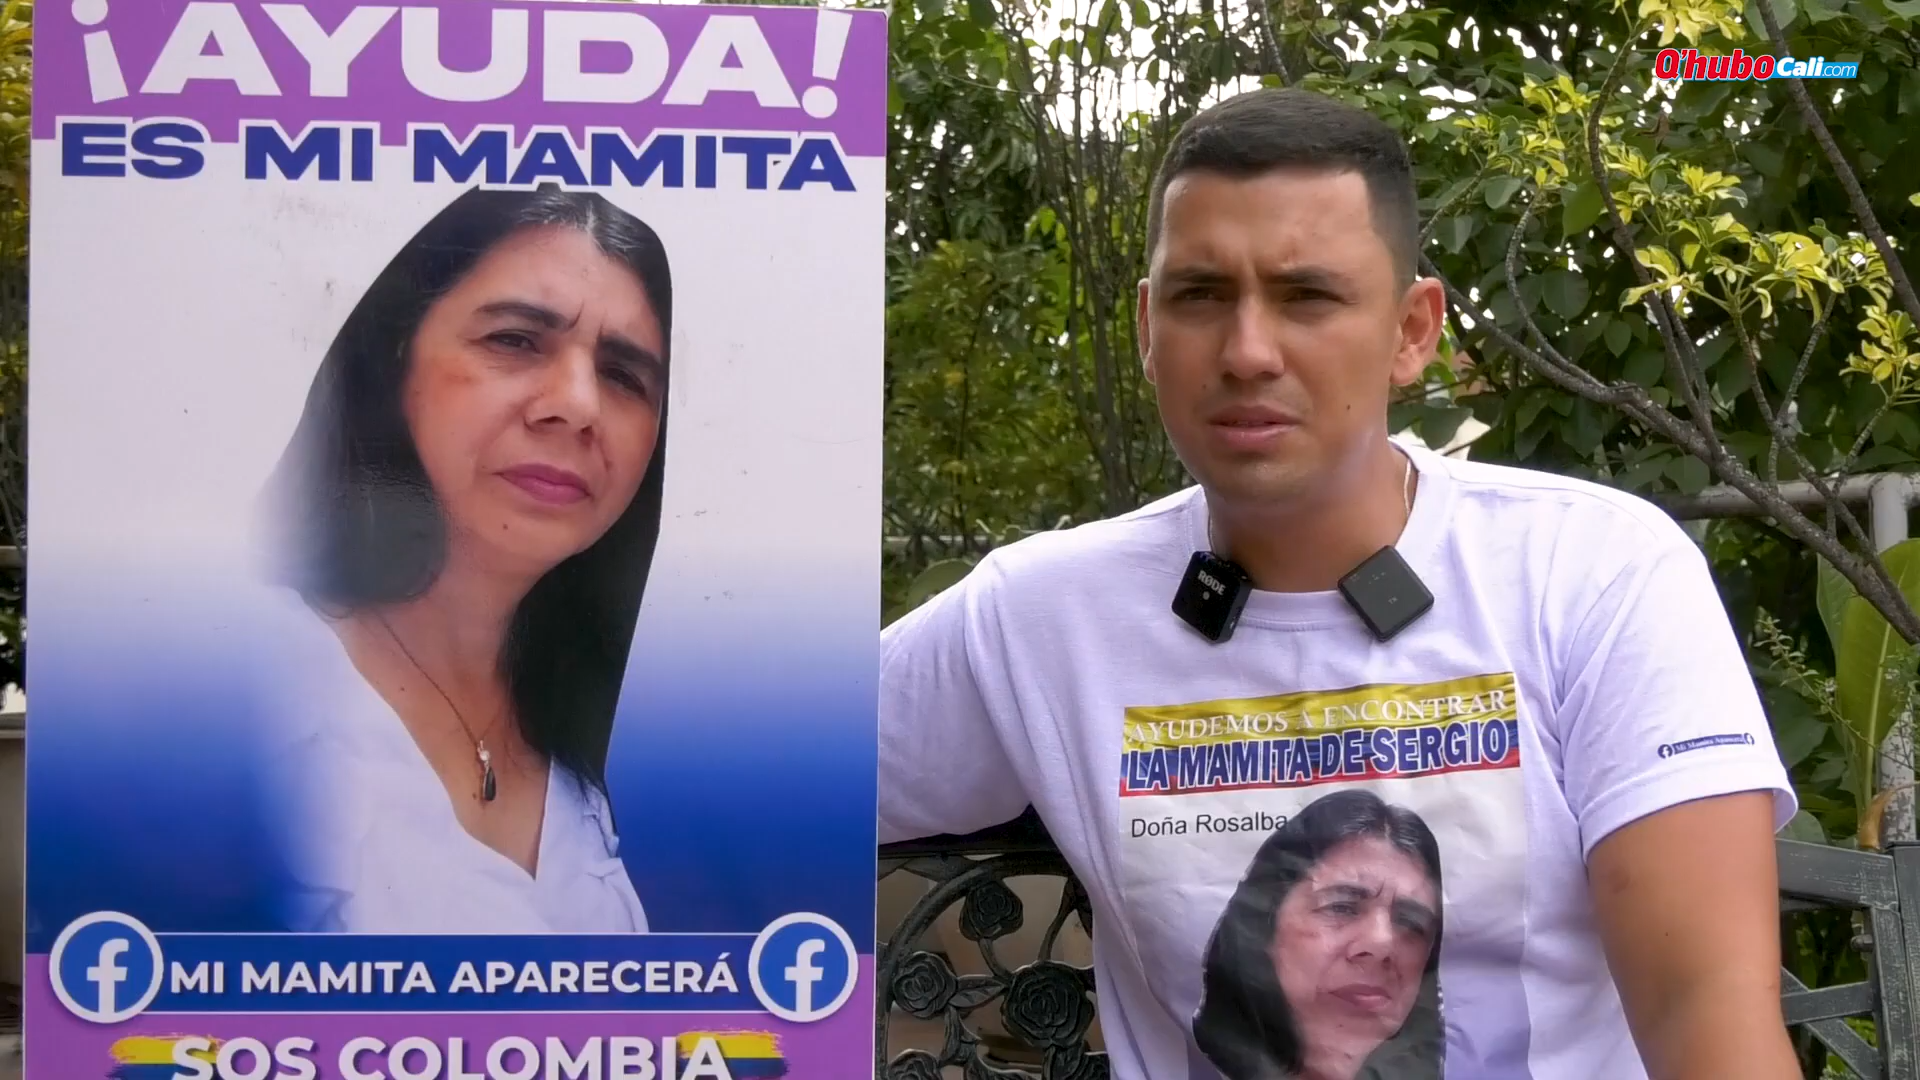 ¡AYUDA!
ES MI MAMITA
MI MAMITA APARECERÁ
SOS COLOMBIA
Q'hubo Cali.com
RØDE
AYUDEMOS A ENCONTRAR
LA MAMITA DE SERGIO
Doña Rosalba
Mi Mamita Aparecerá